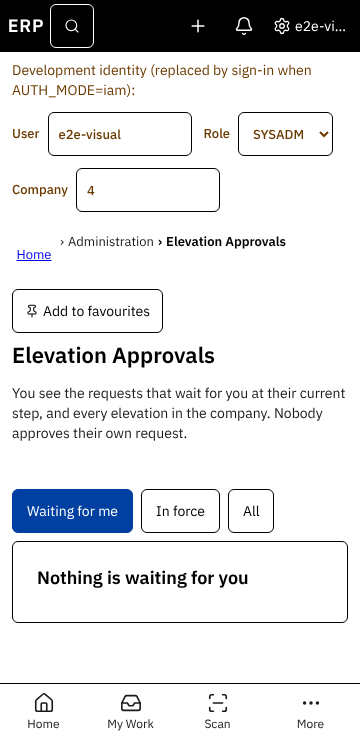 ERP e2e-vi...
Development identity (replaced by sign-in when
AUTH_MODE=iam):
User e2e-visual Role SYSADM
Company 4
Home › Administration › Elevation Approvals
Add to favourites
Elevation Approvals
You see the requests that wait for you at their current
step, and every elevation in the company. Nobody
approves their own request.
Waiting for me In force All
Nothing is waiting for you
Home My Work Scan More